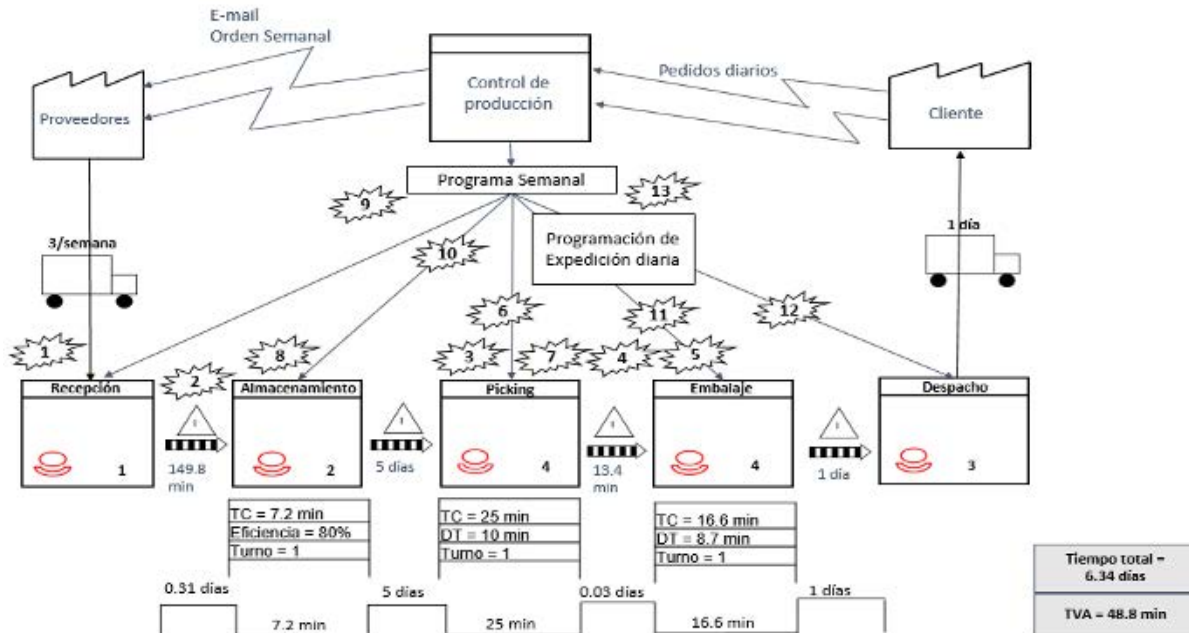 E-mail
Orden Semanal
Control de
producción
Pedidos diarios
Proveedores
Cliente
Programa Semanal
9
13
Programación de
Expedición diaria
10
3/semana
1 día
6
11
12
1
2
8
3
7
4
5
Recepción
Almacenamiento
Picking
Embalaje
Despacho
I
I
I
I
1
2
4
4
3
149.8
min
5 días
13.4
min
1 día
TC = 7.2 min
Eficiencia = 80%
Turno = 1
TC = 25 min
DT = 10 min
Turno = 1
TC = 16.6 min
DT = 8.7 min
Turno = 1
0.31 días
5 días
0.03 días
1 días
7.2 min
25 min
16.6 min
Tiempo total =
6.34 días
TVA = 48.8 min